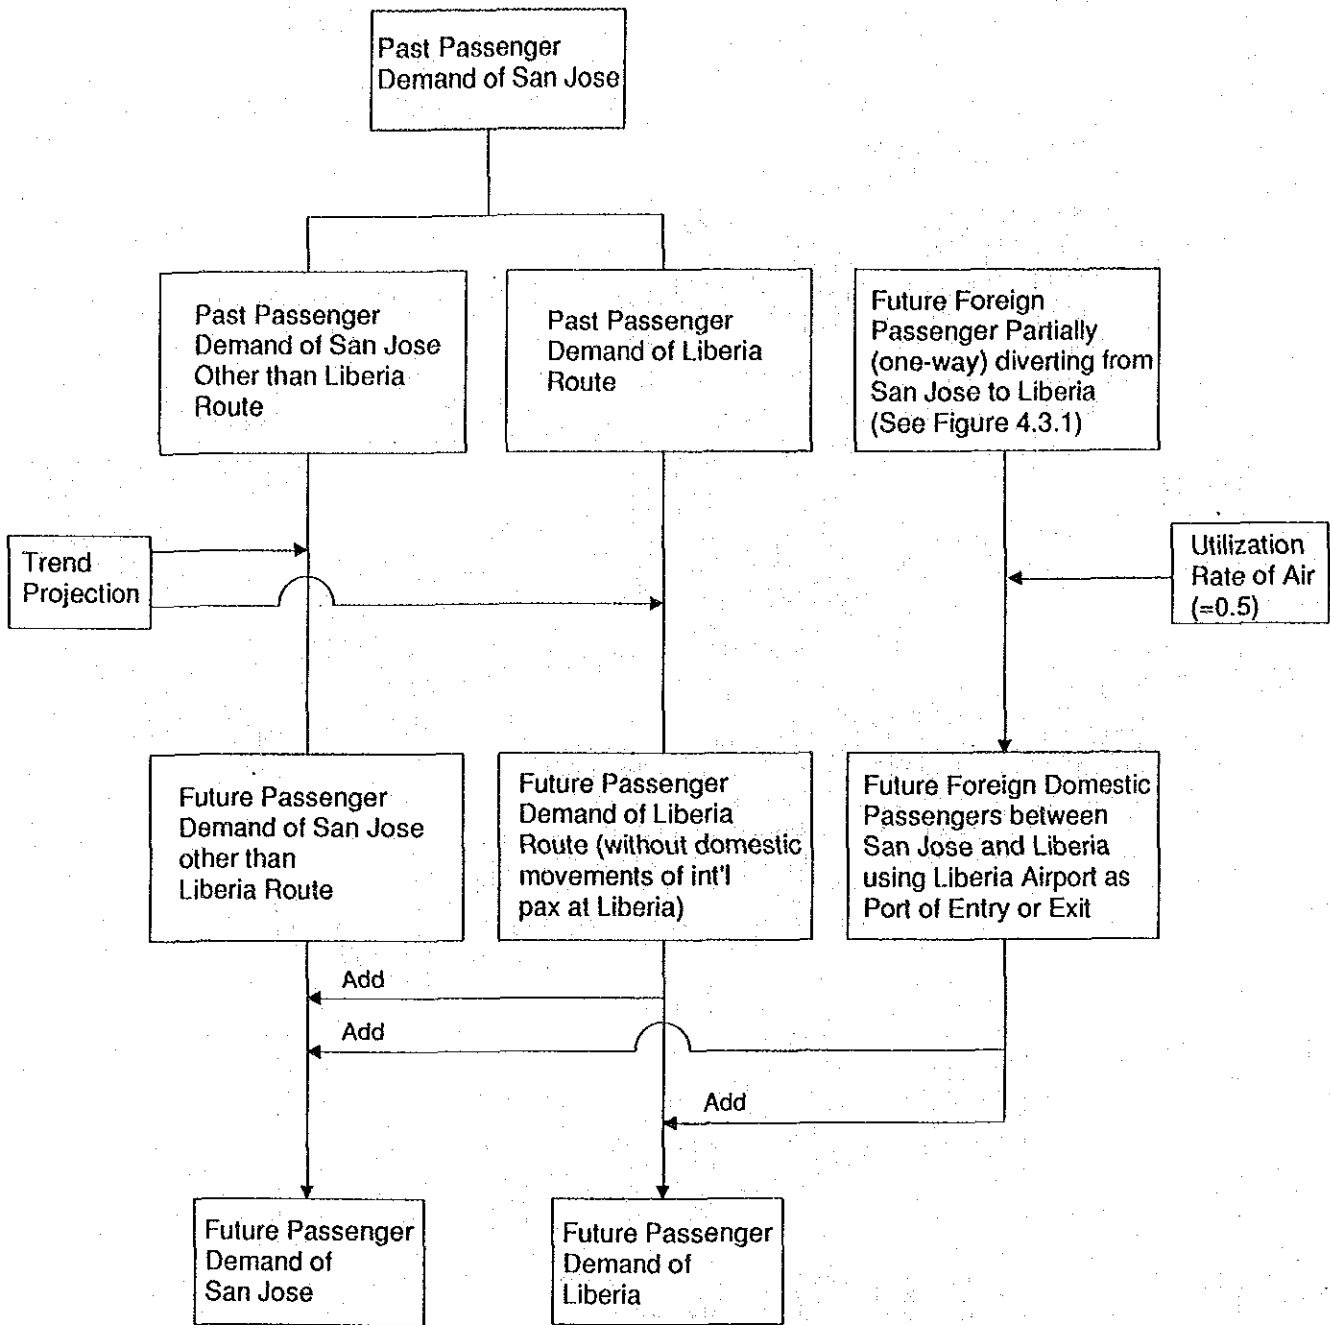 Past Passenger
Demand of San Jose
Past Passenger
Demand of San Jose
Other than Liberia
Route
Past Passenger
Demand of Liberia
Route
Future Foreign
Passenger Partially
(one-way) diverting from
San Jose to Liberia
(See Figure 4.3.1)
Trend
Projection
Utilization
Rate of Air
(=0.5)
Future Passenger
Demand of San Jose
other than
Liberia Route
Future Passenger
Demand of Liberia
Route (without domestic
movements of int'l
pax at Liberia)
Future Foreign Domestic
Passengers between
San Jose and Liberia
using Liberia Airport as
Port of Entry or Exit
Add
Add
Add
Future Passenger
Demand of
San Jose
Future Passenger
Demand of
Liberia